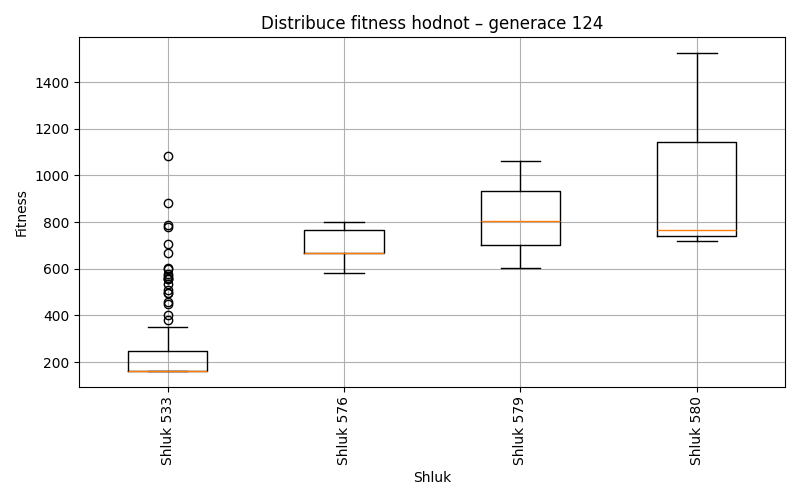 Distribuce fitness hodnot – generace 124
Fitness
1400
1200
1000
800
600
400
200
Shluk 533
Shluk 576
Shluk 579
Shluk 580
Shluk